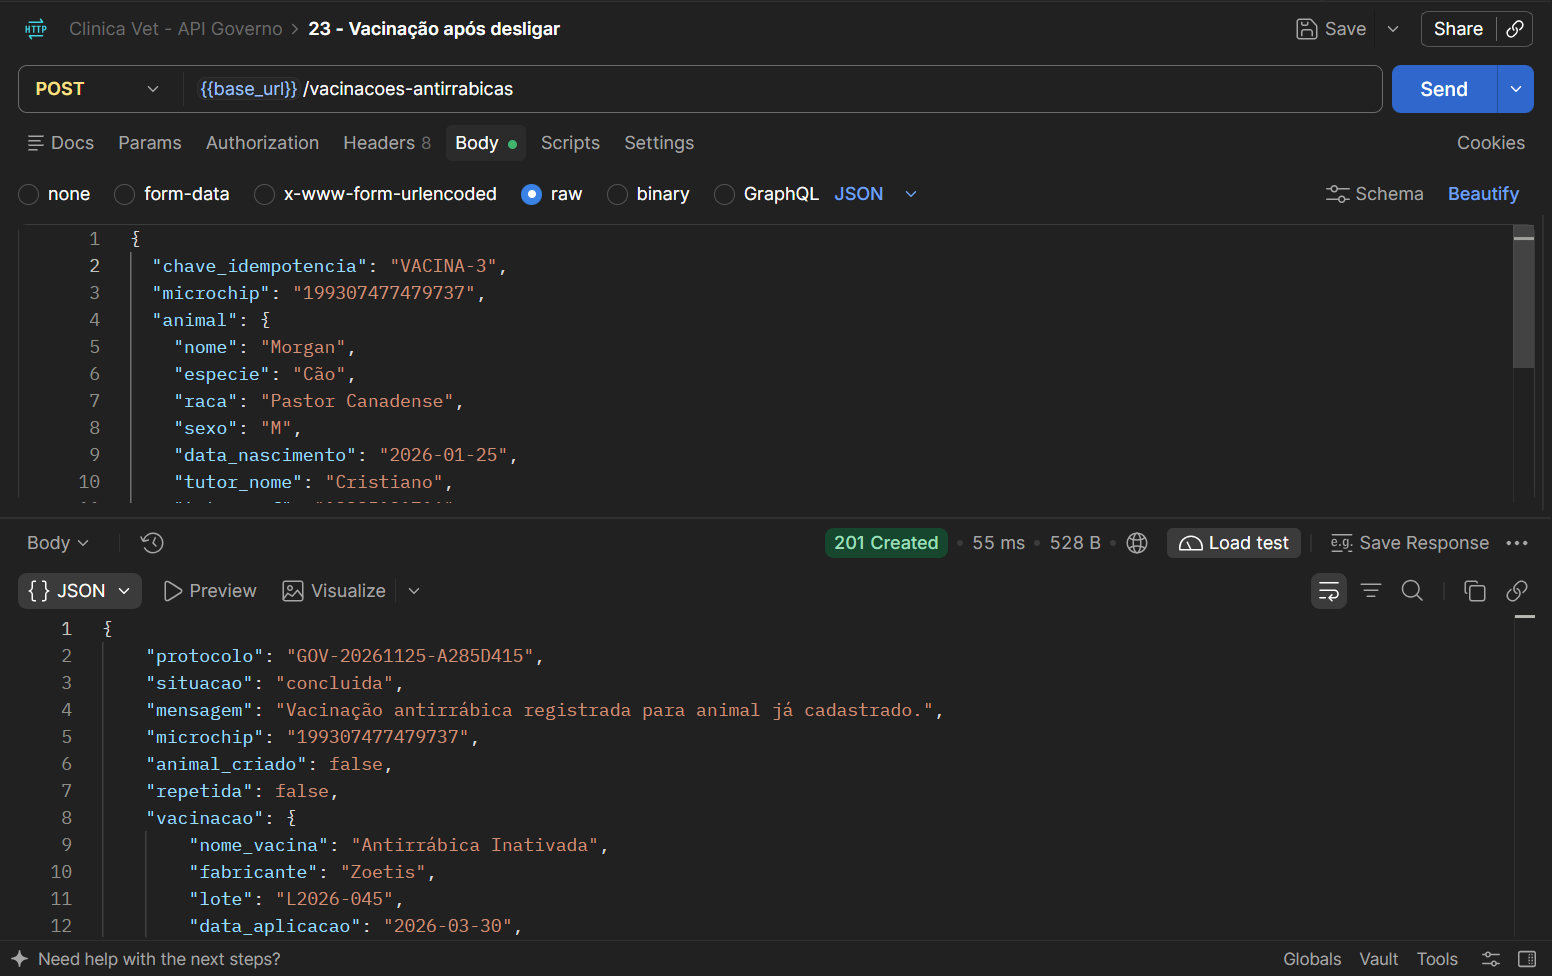 HTTP Clinica Vet - API Governo > 23 - Vacinação após desligar Save Share
POST {{base_url}} /vacinacoes-antirrabicas Send
Docs Params Authorization Headers 8 Body Scripts Settings Cookies
none form-data x-www-form-urlencoded raw binary GraphQL JSON Schema Beautify
1 {
2 "chave_idempotencia": "VACINA-3",
3 "microchip": "199307477479737",
4 "animal": {
5 "nome": "Morgan",
6 "especie": "Cão",
7 "raca": "Pastor Canadense",
8 "sexo": "M",
9 "data_nascimento": "2026-01-25",
10 "tutor_nome": "Cristiano",
Body 201 Created • 55 ms • 528 B • Load test e.g. Save Response
{} JSON Preview Visualize
1 {
2 "protocolo": "GOV-20261125-A285D415",
3 "situacao": "concluida",
4 "mensagem": "Vacinação antirrábica registrada para animal já cadastrado.",
5 "microchip": "199307477479737",
6 "animal_criado": false,
7 "repetida": false,
8 "vacinacao": {
9 "nome_vacina": "Antirrábica Inativada",
10 "fabricante": "Zoetis",
11 "lote": "L2026-045",
12 "data_aplicacao": "2026-03-30",
Need help with the next steps? Globals Vault Tools